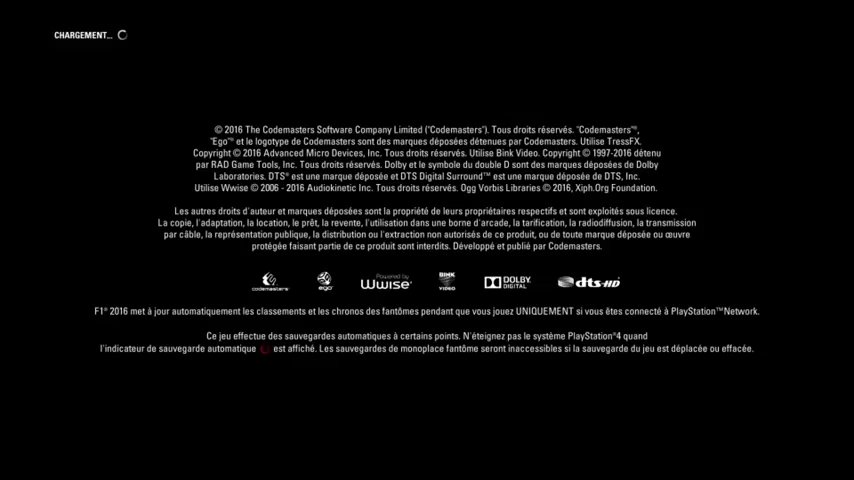 CHARGEMENT...
© 2016 The Codemasters Software Company Limited ("Codemasters"). Tous droits réservés. "Codemasters"®,
"Ego"® et le logotype de Codemasters sont des marques déposées détenues par Codemasters. Utilise TressFX.
Copyright © 2016 Advanced Micro Devices, Inc. Tous droits réservés. Utilise Bink Video. Copyright © 1997-2016 détenu
par RAD Game Tools, Inc. Tous droits réservés. Dolby et le symbole du double D sont des marques déposées de Dolby
Laboratories. DTS® est une marque déposée et DTS Digital Surround™ est une marque déposée de DTS, Inc.
Utilise Wwise © 2006 - 2016 Audiokinetic Inc. Tous droits réservés. Ogg Vorbis Libraries © 2016, Xiph.Org Foundation.
Les autres droits d'auteur et marques déposées sont la propriété de leurs propriétaires respectifs et sont exploités sous licence.
La copie, l'adaptation, la location, le prêt, la revente, l'utilisation dans une borne d'arcade, la tarification, la radiodiffusion, la transmission
par câble, la représentation publique, la distribution ou l'extraction non autorisés de ce produit, ou de toute marque déposée ou œuvre
protégée faisant partie de ce produit sont interdits. Développé et publié par Codemasters.
codemasters® ego® Powered by Wwise® BINK VIDEO DOLBY DIGITAL dts-HD
F1® 2016 met à jour automatiquement les classements et les chronos des fantômes pendant que vous jouez UNIQUEMENT si vous êtes connecté à PlayStation™Network.
Ce jeu effectue des sauvegardes automatiques à certains points. N'éteignez pas le système PlayStation®4 quand
l'indicateur de sauvegarde automatique est affiché. Les sauvegardes de monoplace fantôme seront inaccessibles si la sauvegarde du jeu est déplacée ou effacée.